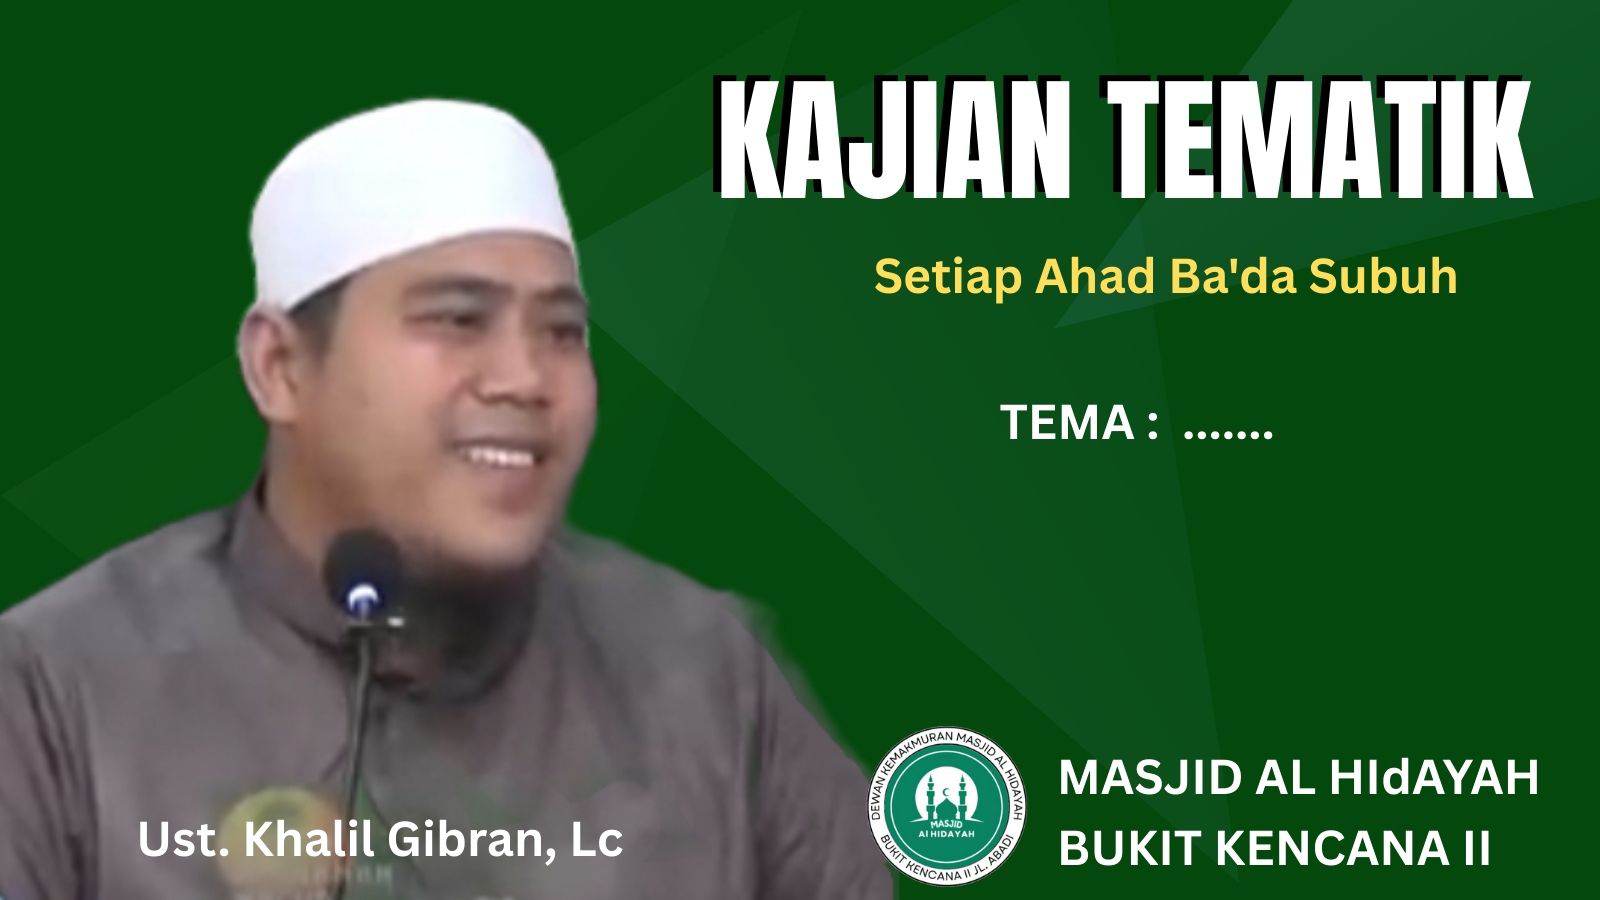 KAJIAN TEMATIK
Setiap Ahad Ba'da Subuh
TEMA : .......
Ust. Khalil Gibran, Lc
DEWAN KEMAKMURAN MASJID AL HIDAYAH
MASJID
Al HIDAYAH
BUKIT KENCANA II JL. ABADI
MASJID AL HIdAYAH
BUKIT KENCANA II